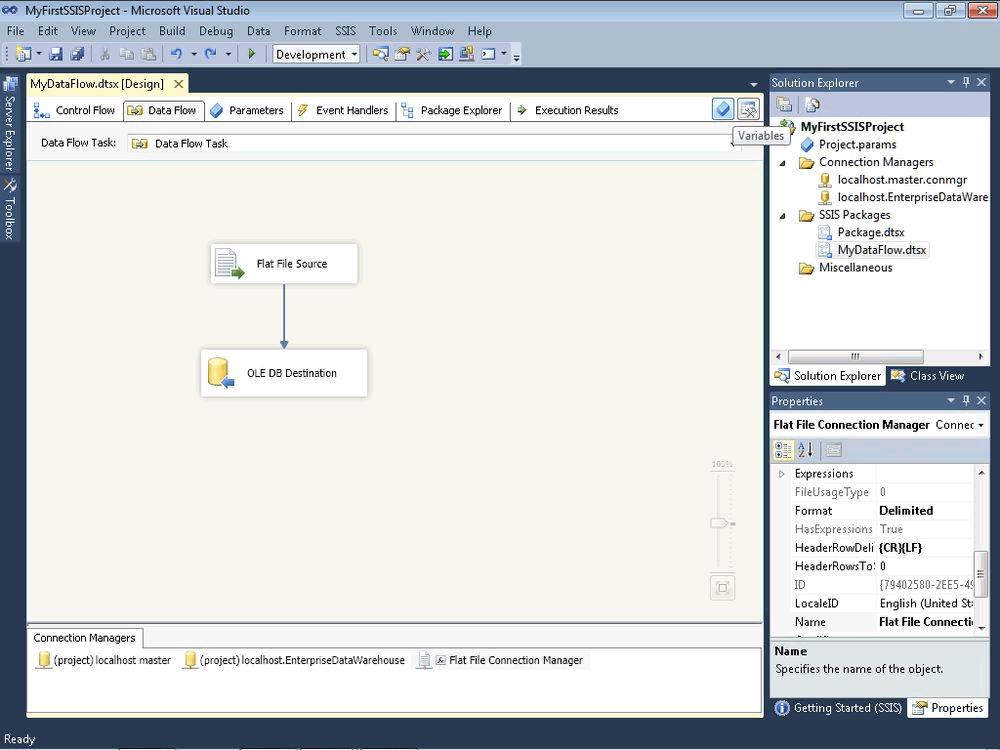 MyFirstSSISProject - Microsoft Visual Studio
File Edit View Project Build Debug Data Format SSIS Tools Window Help
Development
MyDataFlow.dtsx [Design]
Control Flow Data Flow Parameters Event Handlers Package Explorer Execution Results
Variables
Data Flow Task: Data Flow Task
Server Explorer
Toolbox
Flat File Source
OLE DB Destination
100%
Connection Managers
(project) localhost master (project) localhost.EnterpriseDataWarehouse Flat File Connection Manager
Solution Explorer
MyFirstSSISProject
Project.params
Connection Managers
localhost.master.conmgr
localhost.EnterpriseDataWare
SSIS Packages
Package.dtsx
MyDataFlow.dtsx
Miscellaneous
Solution Explorer Class View
Properties
Flat File Connection Manager Connec
Expressions
FileUsageType 0
Format Delimited
HasExpressions True
HeaderRowDeli {CR}{LF}
HeaderRowsTo 0
ID {79402580-2EE5-49
LocaleID English (United Sta
Name Flat File Connecti
Name
Specifies the name of the object.
Getting Started (SSIS) Properties
Ready